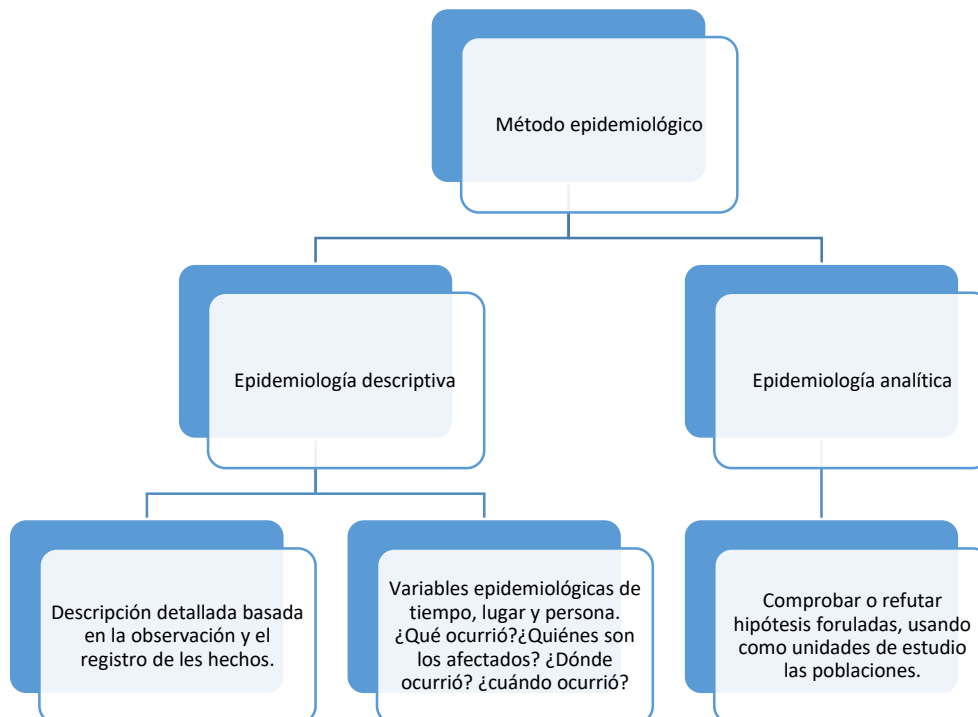 Método epidemiológico
Epidemiología descriptiva
Epidemiología analítica
Descripción detallada basada
en la observación y el
registro de les hechos.
Variables epidemiológicas de
tiempo, lugar y persona.
¿Qué ocurrió?¿Quiénes son
los afectados? ¿Dónde
ocurrió? ¿cuándo ocurrió?
Comprobar o refutar
hipótesis foruladas, usando
como unidades de estudio
las poblaciones.